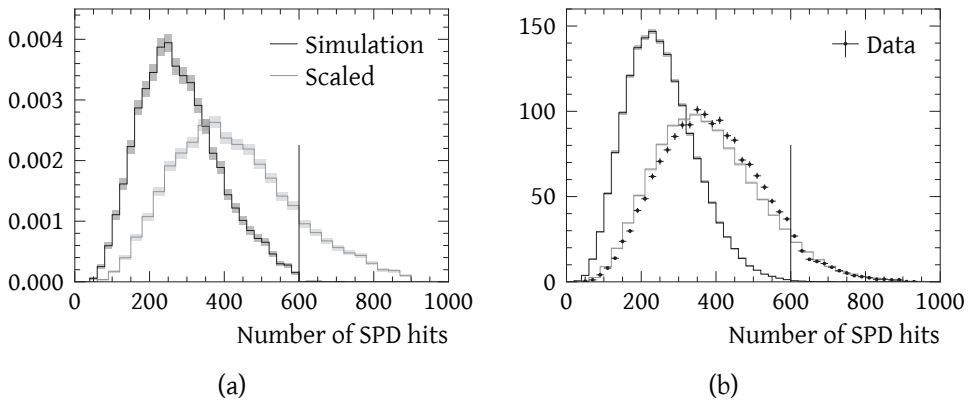 0.004
0.003
0.002
0.001
0.000
0 200 400 600 800 1000
Number of SPD hits
Simulation
Scaled
(a)
150
100
50
0
0 200 400 600 800 1000
Number of SPD hits
Data
(b)